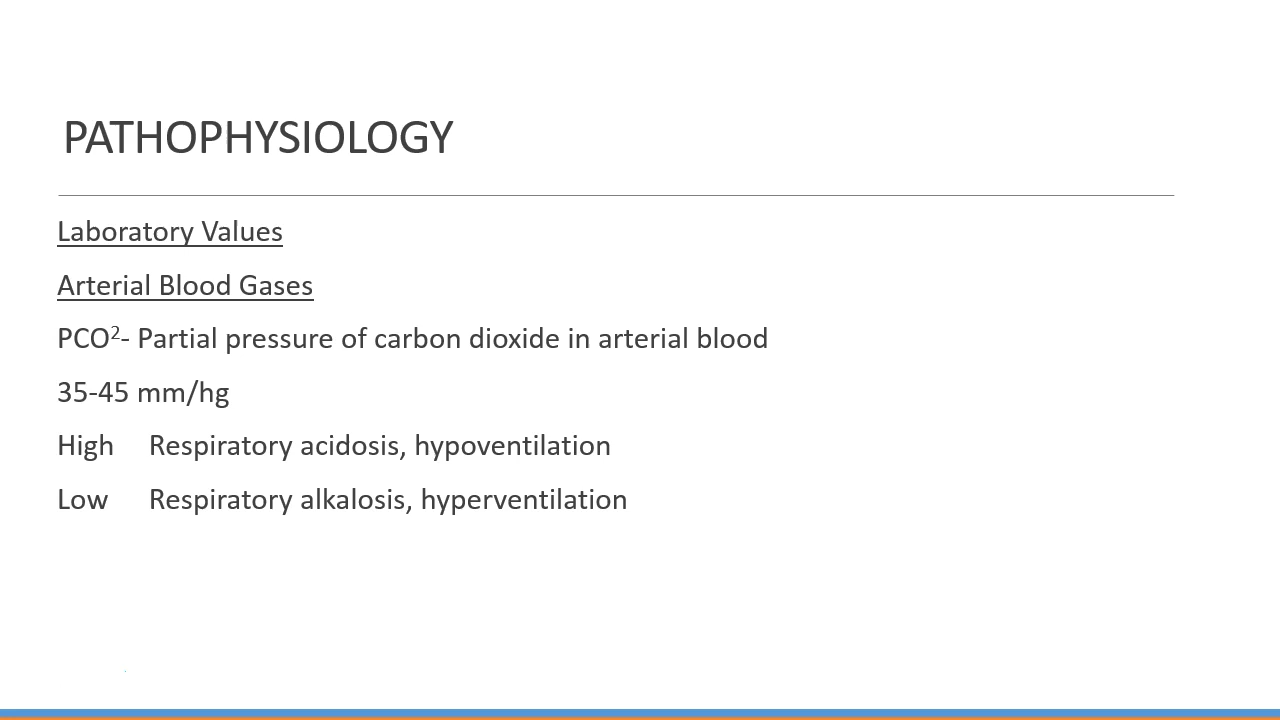 PATHOPHYSIOLOGY
Laboratory Values
Arterial Blood Gases
PCO²- Partial pressure of carbon dioxide in arterial blood
35-45 mm/hg
High Respiratory acidosis, hypoventilation
Low Respiratory alkalosis, hyperventilation